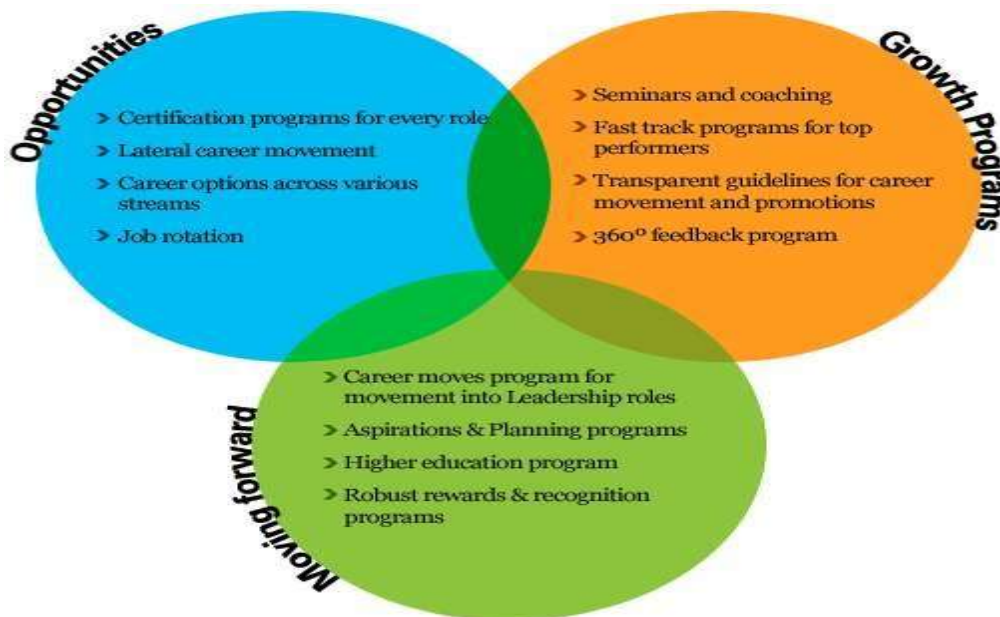 Opportunities
› Certification programs for every role
› Lateral career movement
› Career options across various
streams
› Job rotation
Growth Programs
› Seminars and coaching
› Fast track programs for top
performers
› Transparent guidelines for career
movement and promotions
› 360º feedback program
Moving forward
› Career moves program for
movement into Leadership roles
› Aspirations & Planning programs
› Higher education program
› Robust rewards & recognition
programs